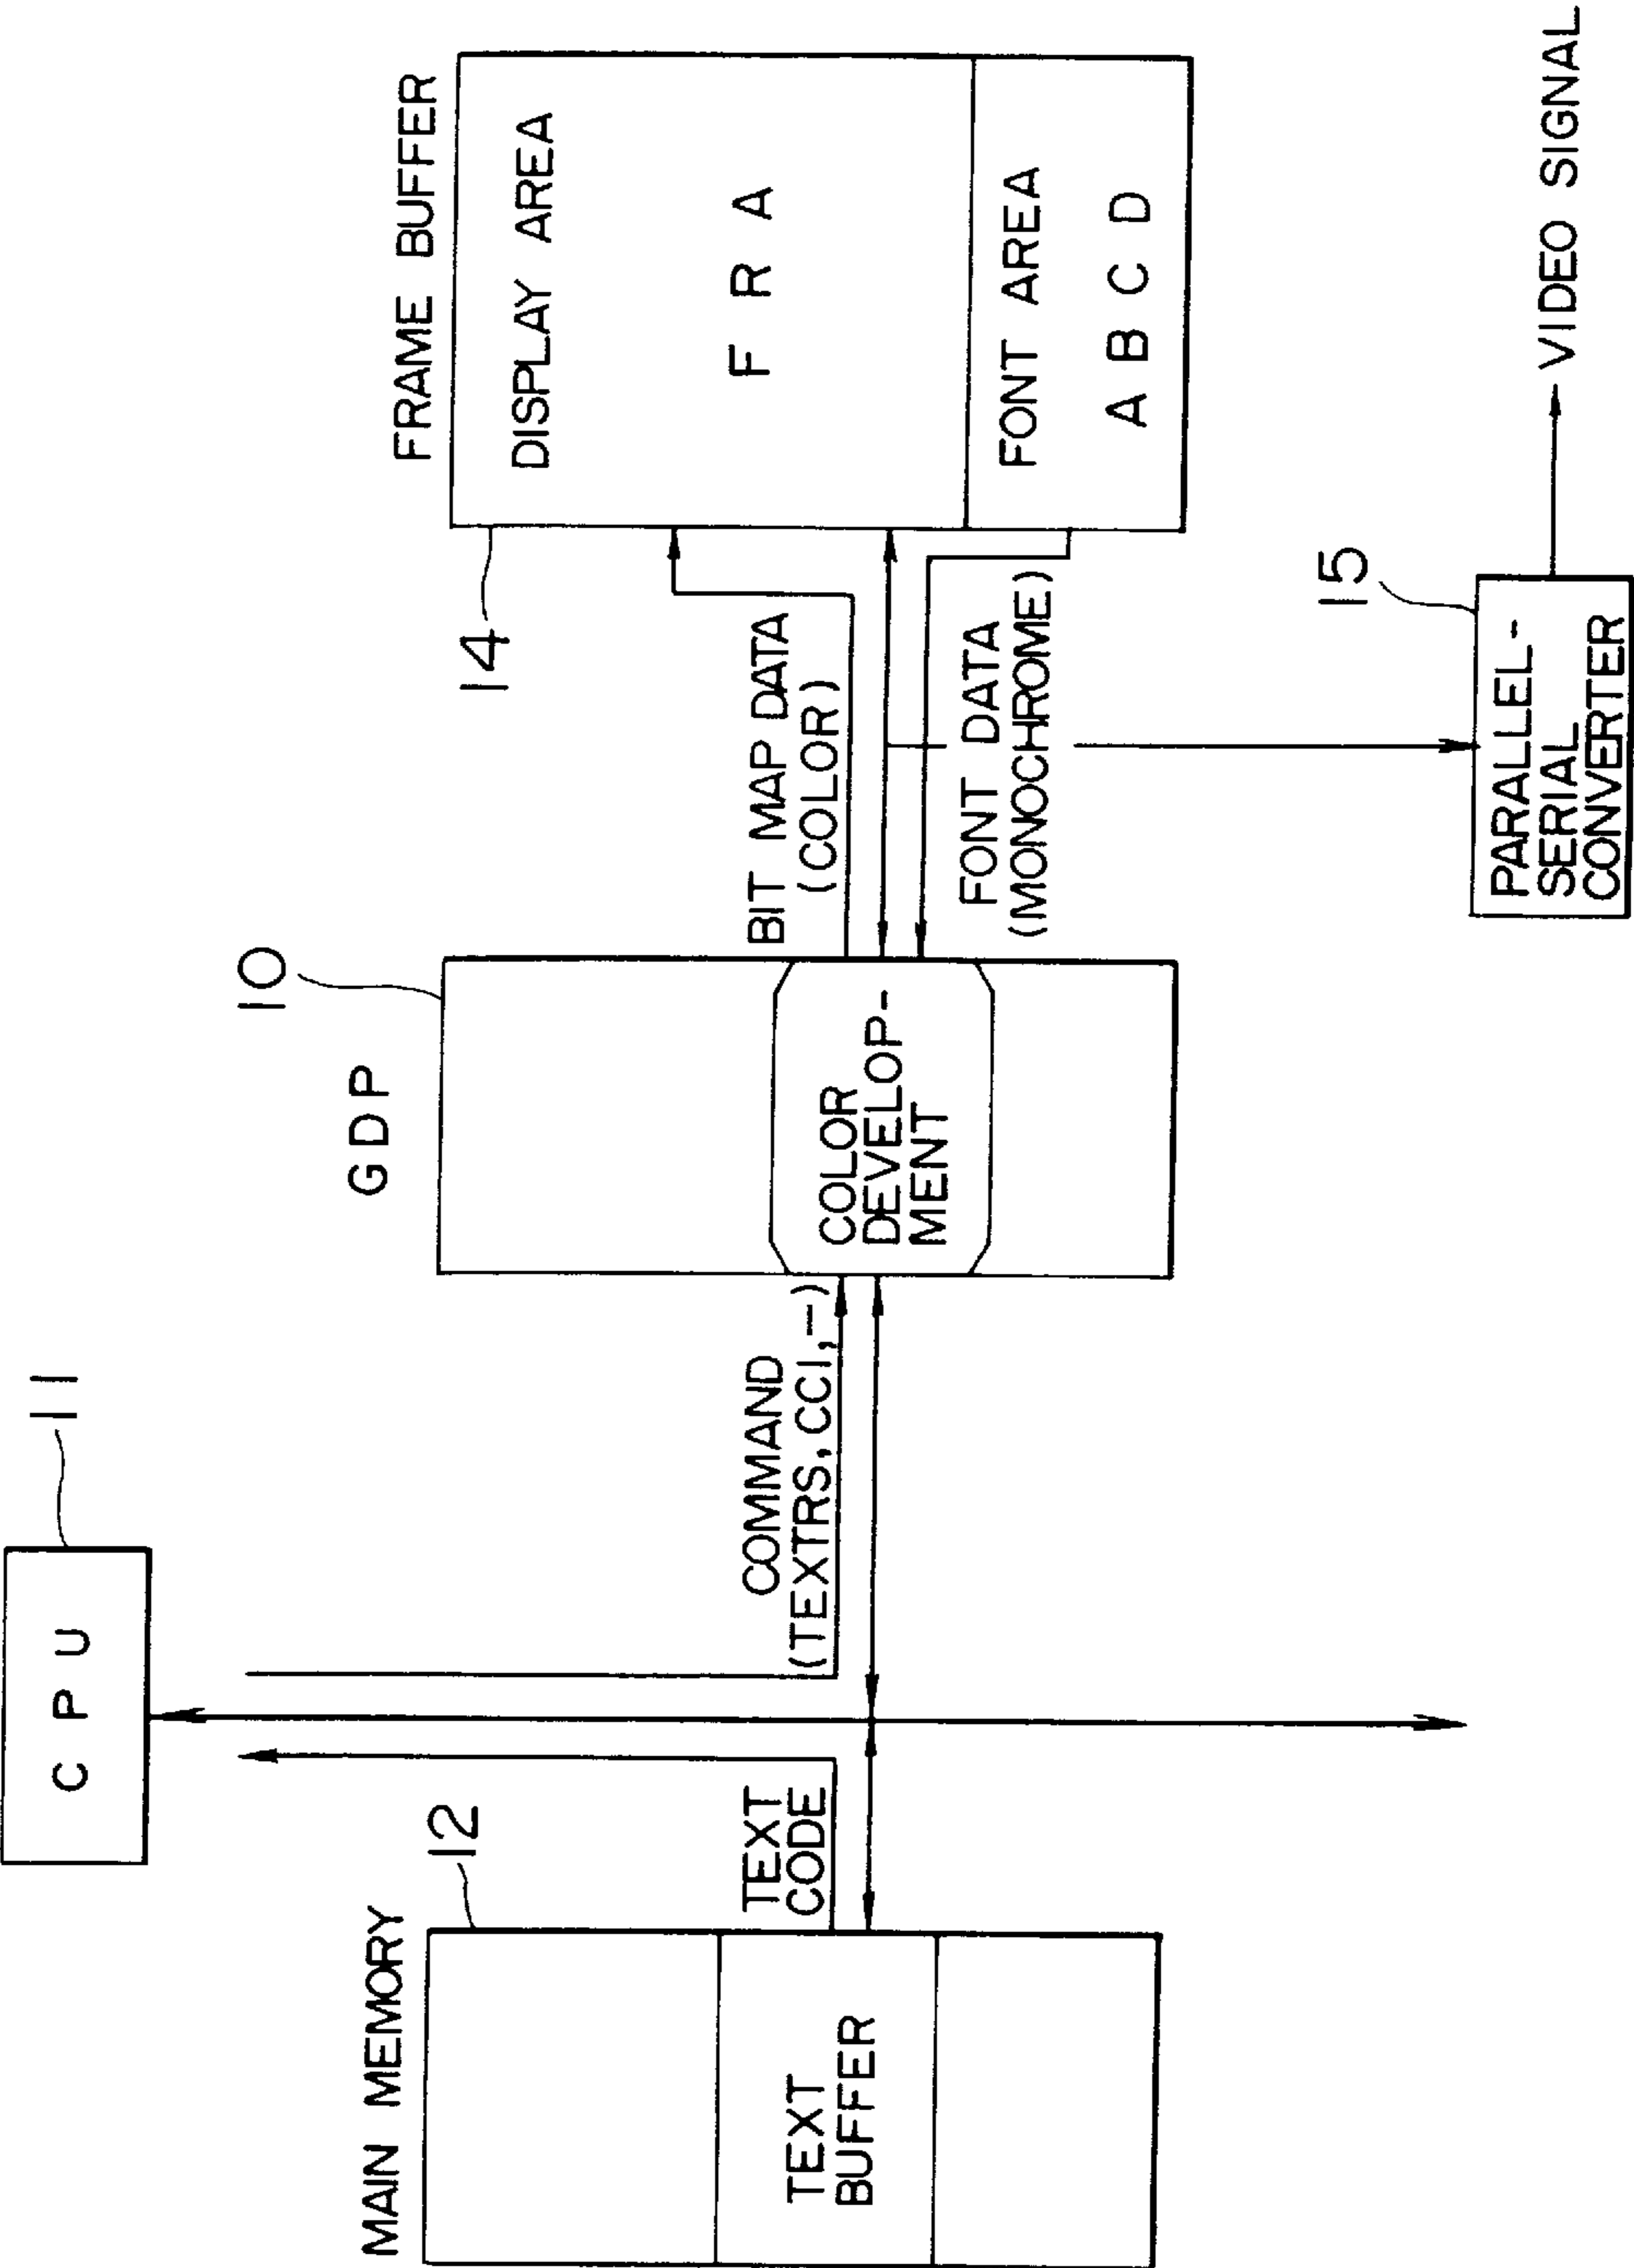 MAIN MEMORY
12
TEXT
BUFFER
TEXT
CODE
C P U
11
COMMAND
(TEXTRS, CCI, —)
G D P
10
COLOR
DEVELOP-
MENT
BIT MAP DATA
(COLOR)
FONT DATA
(MONOCHROME)
FRAME BUFFER
14
DISPLAY AREA
F R A
FONT AREA
A B C D
15
PARALLEL-
SERIAL
CONVERTER
VIDEO SIGNAL